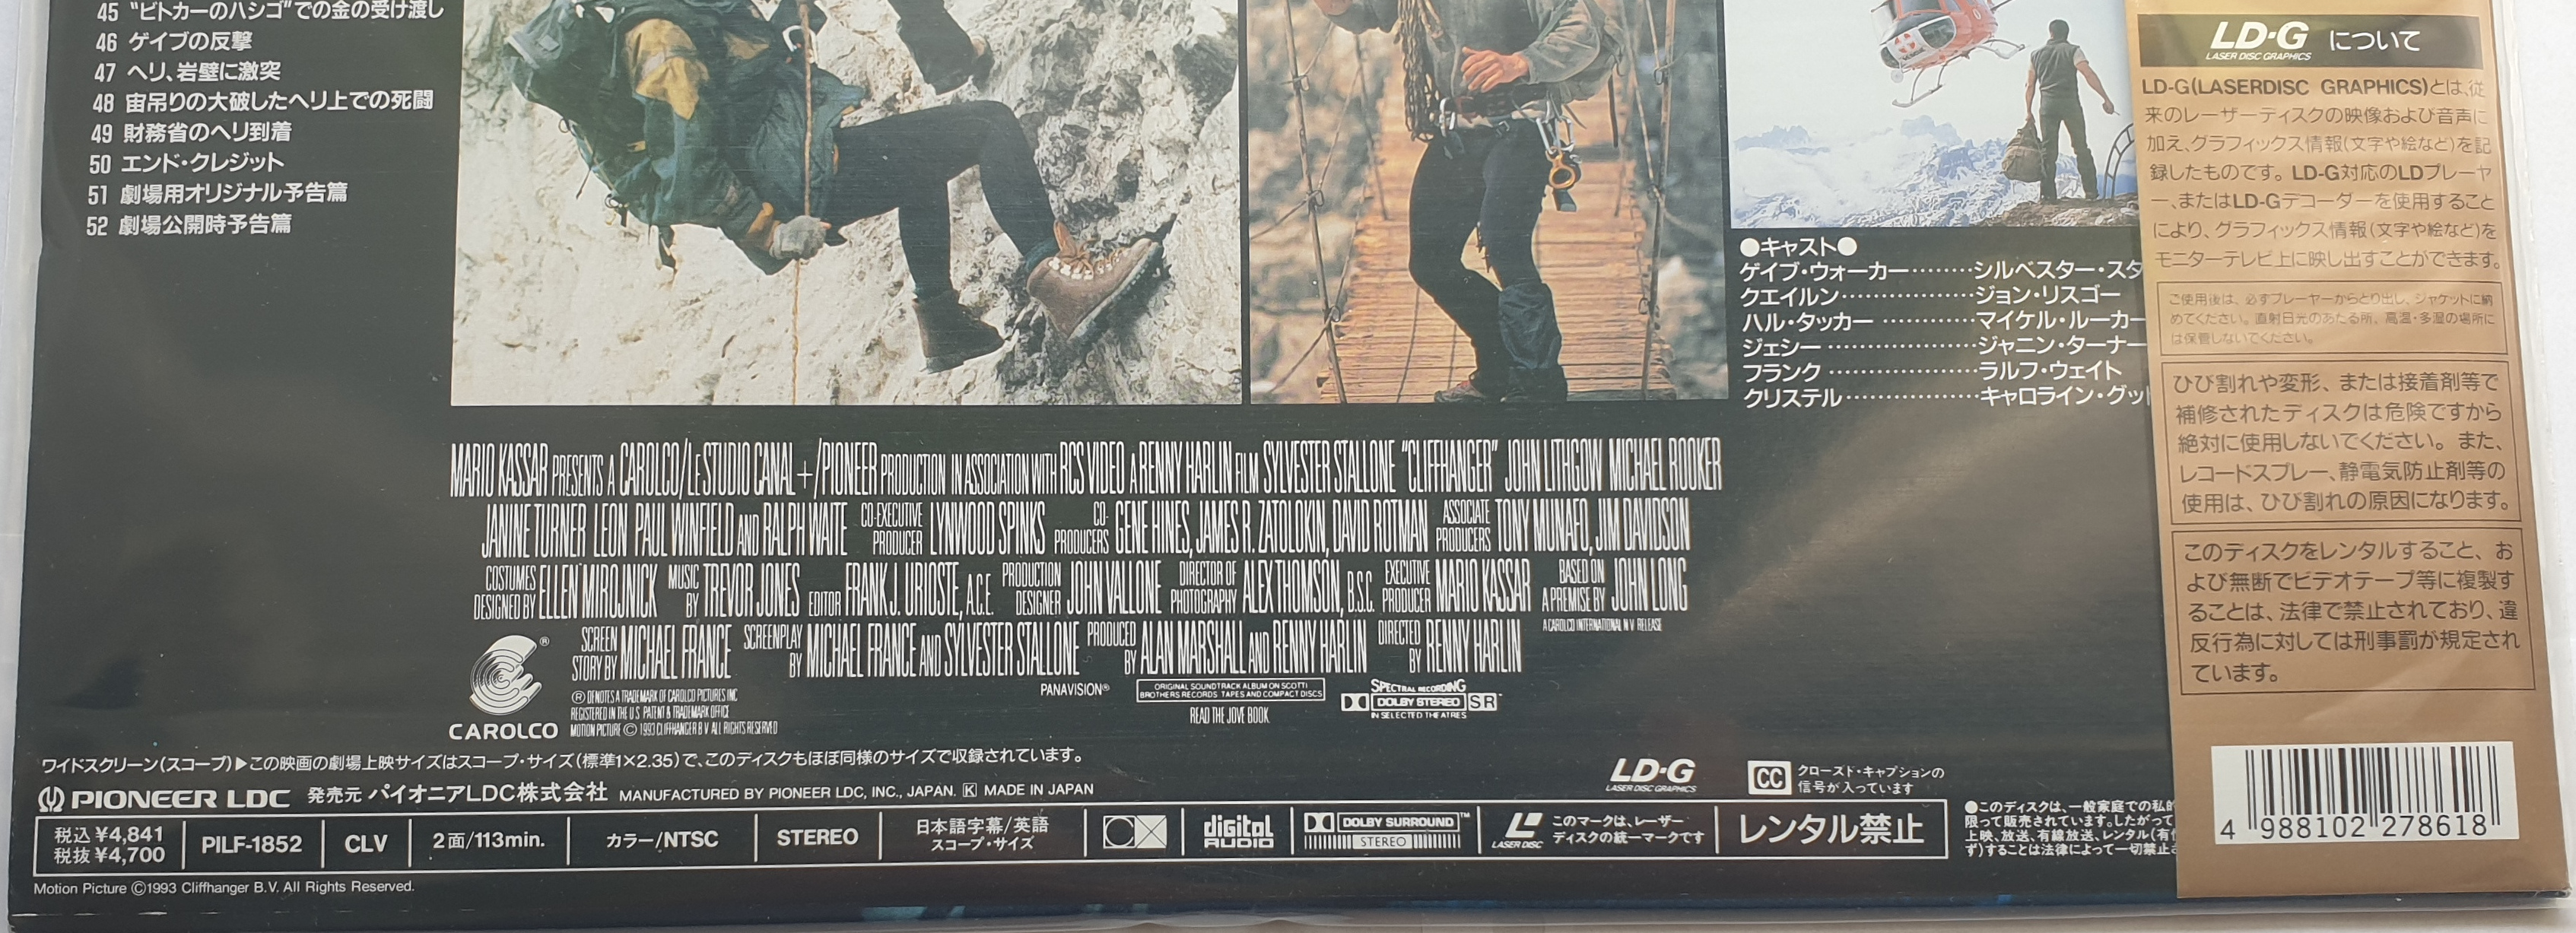 45 “ビトカーのハシゴ”での金の受け渡し
46 ゲイブの反撃
47 ヘリ、岩壁に激突
48 宙吊りの大破したヘリ上での死闘
49 財務省のヘリ到着
50 エンド・クレジット
51 劇場用オリジナル予告篇
52 劇場公開時予告篇
●キャスト●
ゲイブ・ウォーカー………シルベスター・スタ
クエイルン………………ジョン・リスゴー
ハル・タッカー …………マイケル・ルーカー
ジェシー …………………ジャニン・ターナー
フランク …………………ラルフ・ウェイト
クリステル………………キャロライン・グッ
MARIO KASSAR PRESENTS A CAROLCO/LE STUDIO CANAL+/PIONEER PRODUCTION IN ASSOCIATION WITH RCS VIDEO A RENNY HARLIN FILM SYLVESTER STALLONE “CLIFFHANGER” JOHN LITHGOW MICHAEL ROOKER
JANINE TURNER LEON PAUL WINFIELD AND RALPH WAITE CO-EXECUTIVE PRODUCER LYNWOOD SPINKS CO-PRODUCERS GENE HINES, JAMES R. ZATOLOKIN, DAVID ROTMAN ASSOCIATE PRODUCERS TONY MUNAFO, JIM DAVIDSON
COSTUMES DESIGNED BY ELLEN MIROJNICK MUSIC BY TREVOR JONES EDITOR FRANK J. URIOSTE, A.C.E. PRODUCTION DESIGNER JOHN VALLONE DIRECTOR OF PHOTOGRAPHY ALEX THOMSON, B.S.C. EXECUTIVE PRODUCER MARIO KASSAR BASED ON A PREMISE BY JOHN LONG
SCREEN STORY BY MICHAEL FRANCE SCREENPLAY BY MICHAEL FRANCE AND SYLVESTER STALLONE PRODUCED BY ALAN MARSHALL AND RENNY HARLIN DIRECTED BY RENNY HARLIN
A CAROLCO INTERNATIONAL N.V. RELEASE
®
CAROLCO
Ⓡ DENOTES A TRADEMARK OF CAROLCO PICTURES INC
REGISTERED IN THE U S PATENT & TRADEMARK OFFICE
MOTION PICTURE © 1993 CLIFFHANGER B V ALL RIGHTS RESERVED
PANAVISION®
ORIGINAL SOUNDTRACK ALBUM ON SCOTTI
BROTHERS RECORDS TAPES AND COMPACT DISCS
READ THE JOVE BOOK
SPECTRAL RECORDING
DOLBY STEREO SR
IN SELECTED THEATRES
ワイドスクリーン(スコープ)▶この映画の劇場上映サイズはスコープ・サイズ(標準1×2.35)で、このディスクもほぼ同様のサイズで収録されています。
PIONEER LDC 発売元 パイオニアLDC株式会社 MANUFACTURED BY PIONEER LDC, INC., JAPAN. K MADE IN JAPAN
LD-G
LASER DISC GRAPHICS
CC クローズド・キャプションの
信号が入っています
税込 ¥4,841
税抜 ¥4,700
PILF-1852
CLV
2面/113min.
カラー/NTSC
STEREO
日本語字幕/英語
スコープ・サイズ
digital
AUDIO
DOLBY SURROUND™
STEREO
LASER DISC
このマークは、レーザー
ディスクの統一マークです
レンタル禁止
●このディスクは、一般家庭での私的
限って販売されています。したがって
上映、放送、有線放送、レンタル(有
ず)することは法律によって一切禁止
Motion Picture ©1993 Cliffhanger B.V. All Rights Reserved.
LD-G について
LASER DISC GRAPHICS
LD-G(LASERDISC GRAPHICS)とは、従
来のレーザーディスクの映像および音声に
加え、グラフィックス情報(文字や絵など)を記
録したものです。LD-G対応のLDプレーヤ
ー、またはLD-Gデコーダーを使用すること
により、グラフィックス情報(文字や絵など)を
モニターテレビ上に映し出すことができます。
ご使用後は、必ずプレーヤーからとり出し、ジャケットに納
めてください。直射日光のあたる所、高温・多湿の場所に
は保管しないでください。
ひび割れや変形、または接着剤等で
補修されたディスクは危険ですから
絶対に使用しないでください。また、
レコードスプレー、静電気防止剤等の
使用は、ひび割れの原因になります。
このディスクをレンタルすること、お
よび無断でビデオテープ等に複製す
ることは、法律で禁止されており、違
反行為に対しては刑事罰が規定され
ています。
4 988102 278618